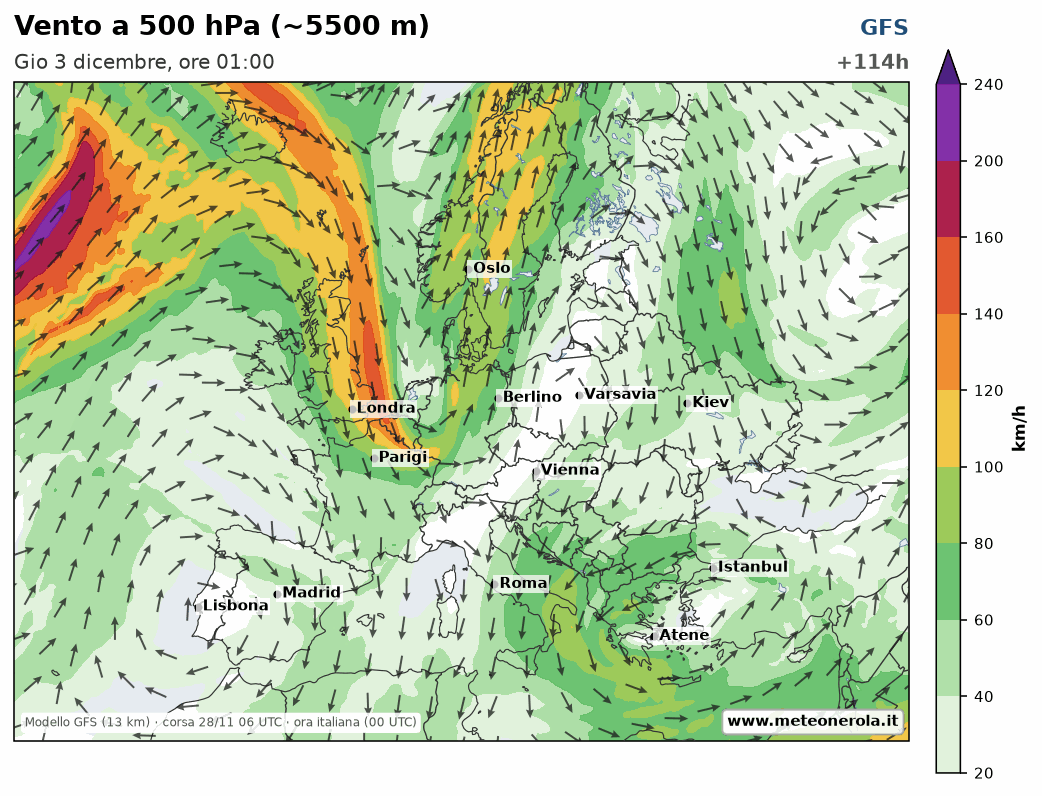 Vento a 500 hPa (~5500 m)
GFS
Gio 3 dicembre, ore 01:00
+114h
240
200
160
140
120
100
80
60
40
20
km/h
Oslo
Londra
Berlino
Varsavia
Kiev
Parigi
Vienna
Istanbul
Roma
Madrid
Lisbona
Atene
Modello GFS (13 km) · corsa 28/11 06 UTC · ora italiana (00 UTC)
www.meteonerola.it